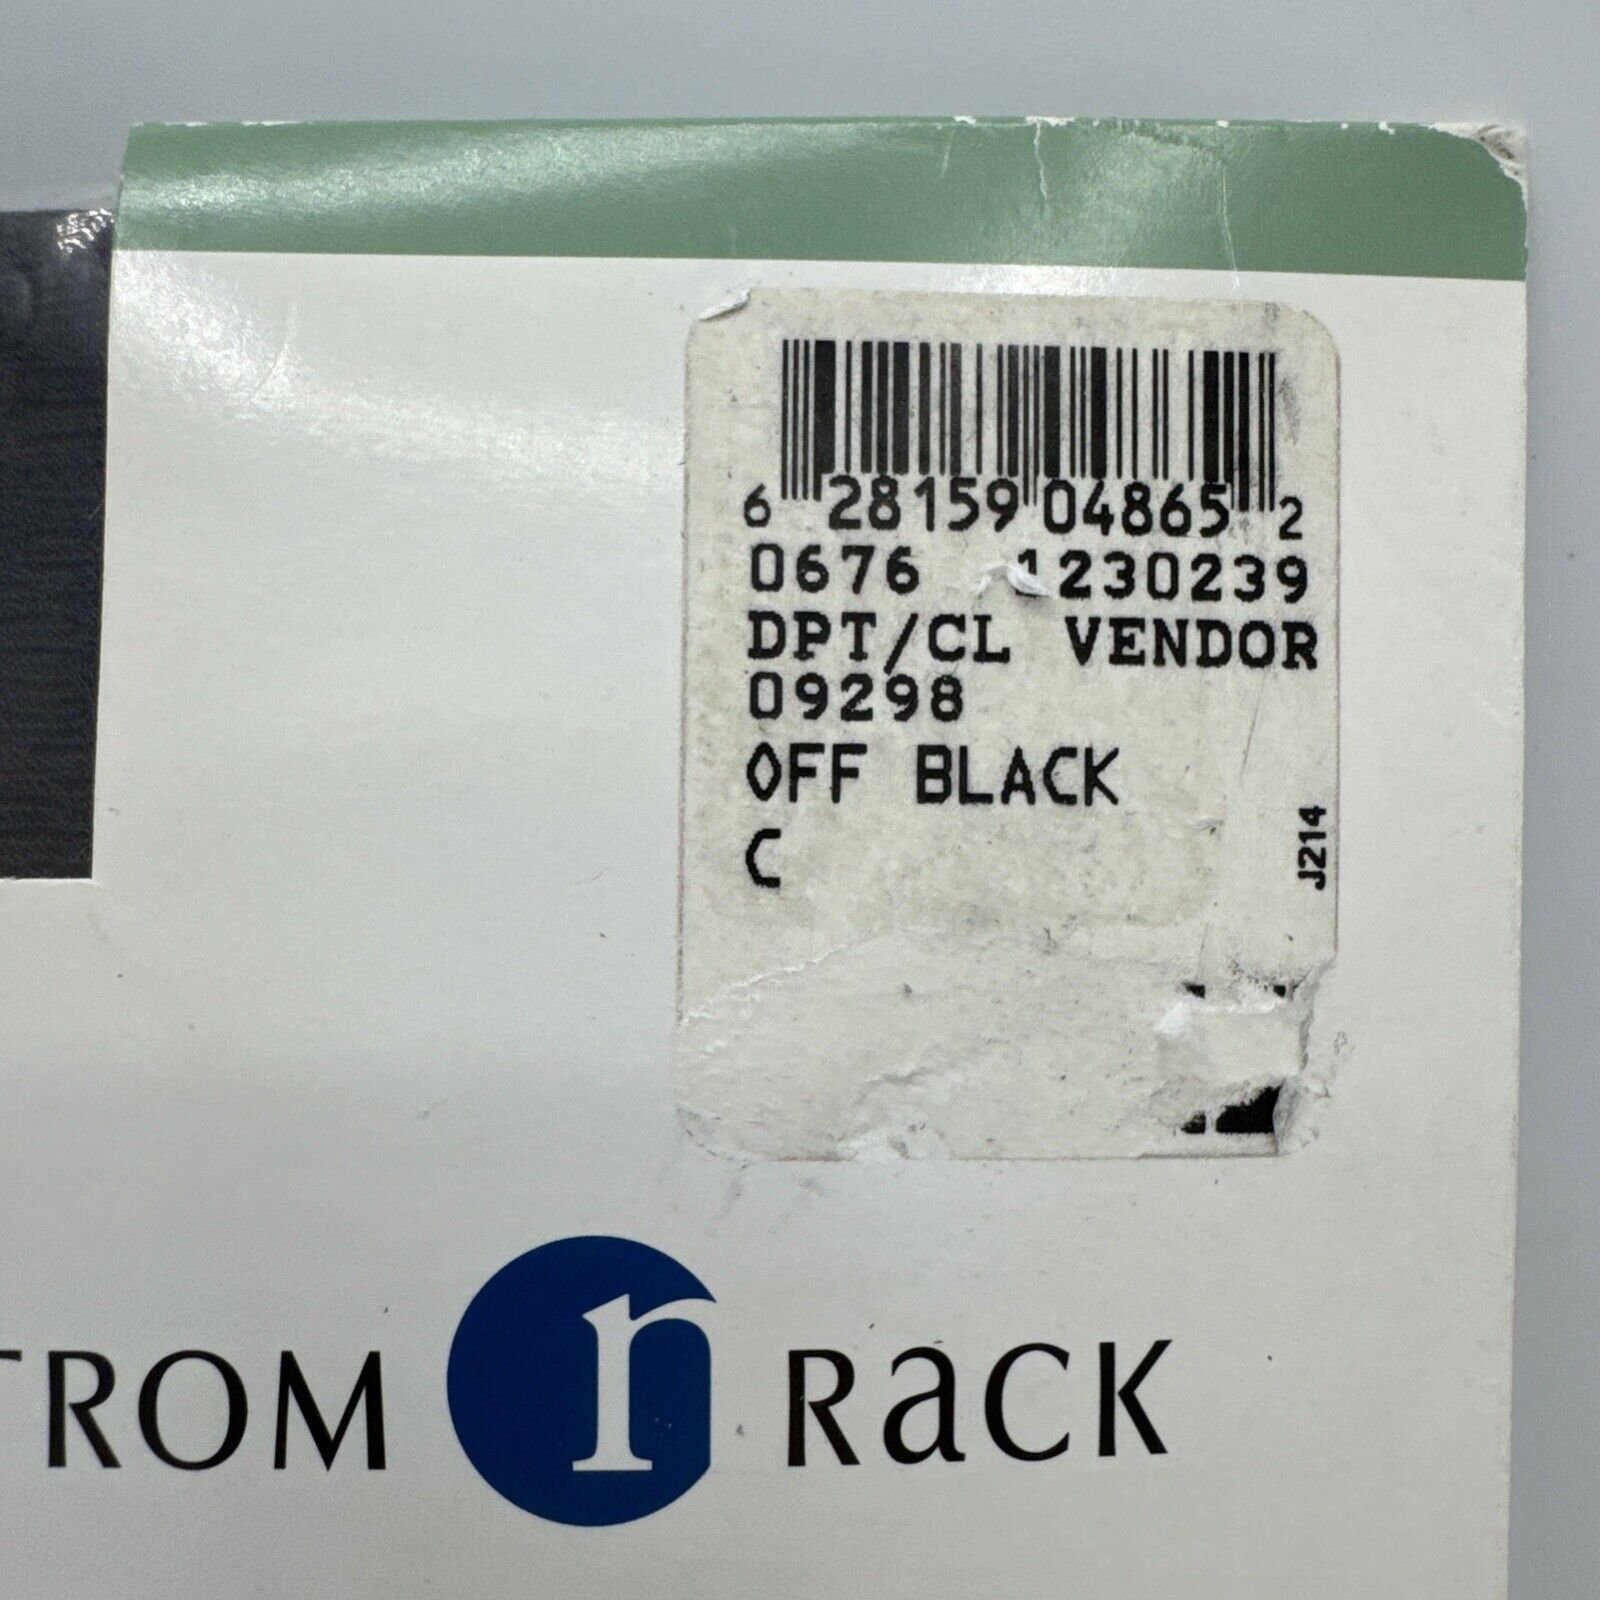 6 28159 04865 2
0676 1230239
DPT/CL VENDOR
09298
OFF BLACK
C
J214
TROM r RACK